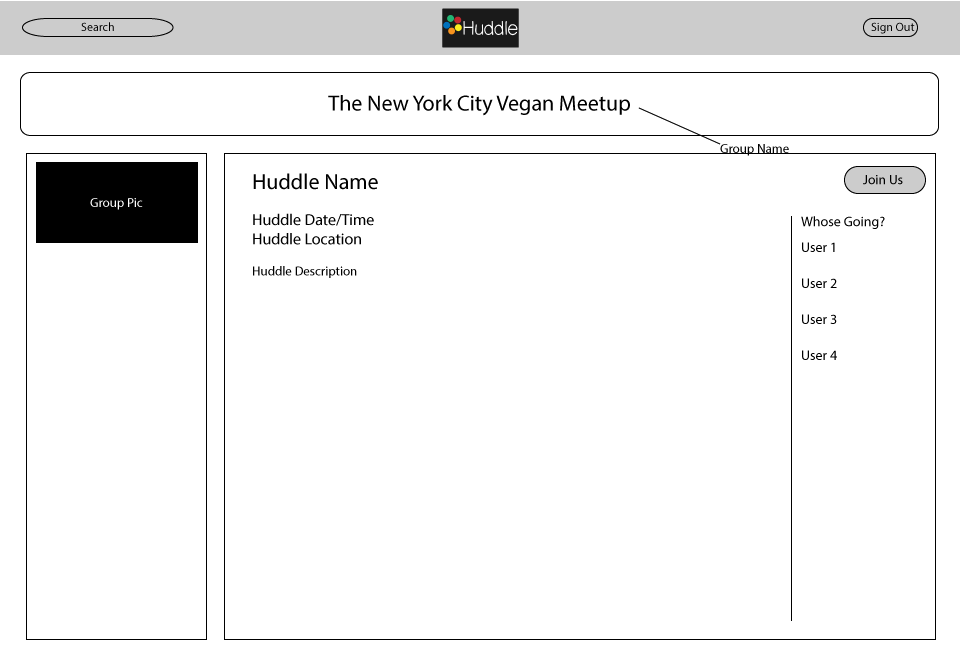 Search
Huddle
Sign Out
The New York City Vegan Meetup
Group Name
Group Pic
Huddle Name
Join Us
Huddle Date/Time
Huddle Location
Huddle Description
Whose Going?
User 1
User 2
User 3
User 4